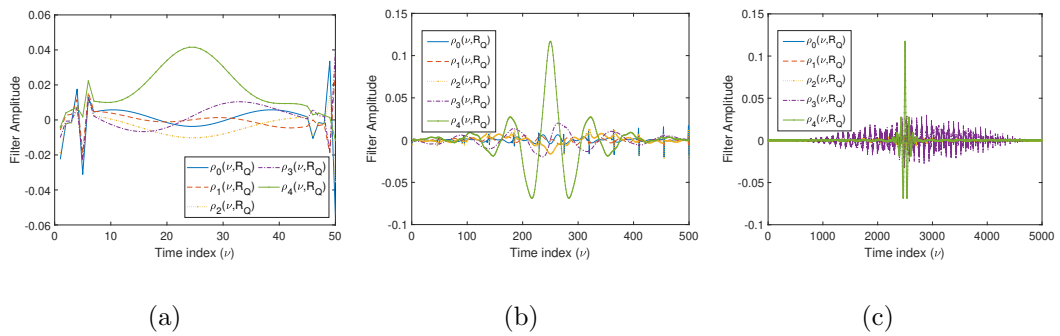 0.06
0.04
0.02
0
-0.02
-0.04
-0.06
Filter Amplitude
0 10 20 30 40 50
Time index (ν)
ρ0(ν,RQ)
ρ1(ν,RQ)
ρ2(ν,RQ)
ρ3(ν,RQ)
ρ4(ν,RQ)
(a)
0.15
0.1
0.05
0
-0.05
-0.1
Filter Amplitude
0 100 200 300 400 500
Time index (ν)
ρ0(ν,RQ)
ρ1(ν,RQ)
ρ2(ν,RQ)
ρ3(ν,RQ)
ρ4(ν,RQ)
(b)
0.15
0.1
0.05
0
-0.05
-0.1
Filter Amplitude
0 1000 2000 3000 4000 5000
Time index (ν)
ρ0(ν,RQ)
ρ1(ν,RQ)
ρ2(ν,RQ)
ρ3(ν,RQ)
ρ4(ν,RQ)
(c)